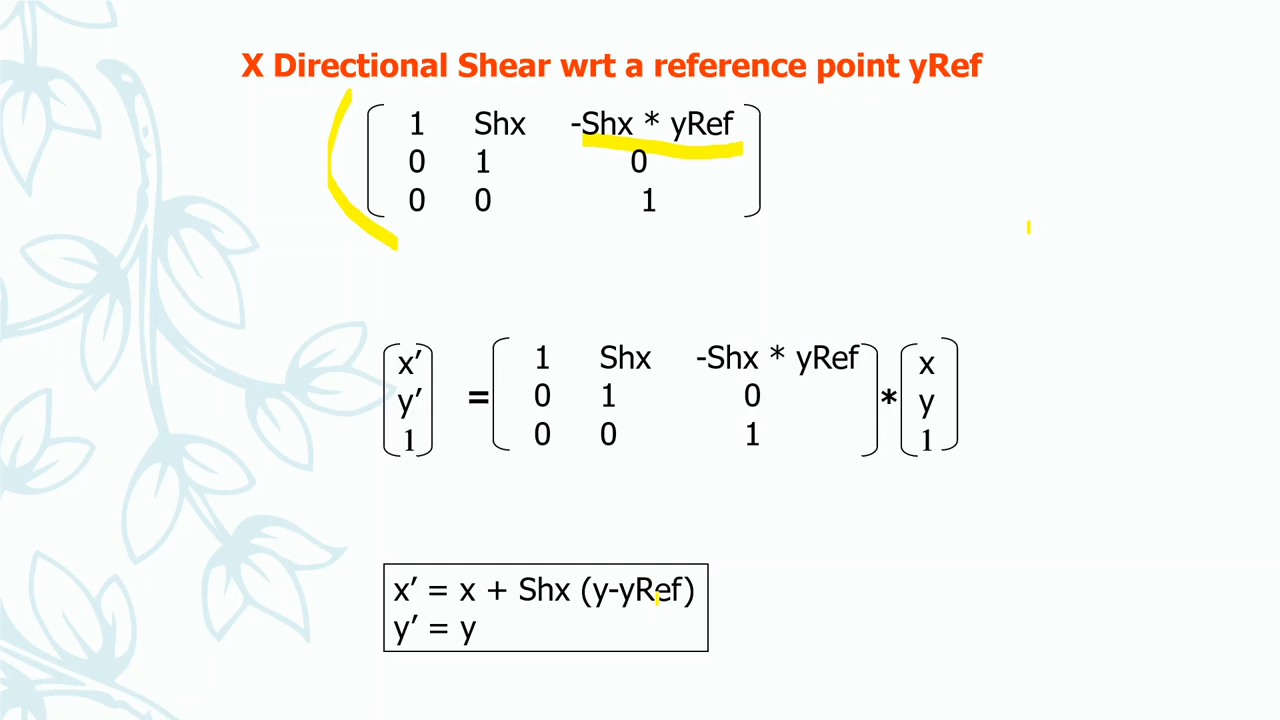 X Directional Shear wrt a reference point yRef
1 Shx -Shx * yRef
0 1 0
0 0 1
x’ = 1 Shx -Shx * yRef * x
y’ 0 1 0 y
1 0 0 1 1
x’ = x + Shx (y-yRef)
y’ = y